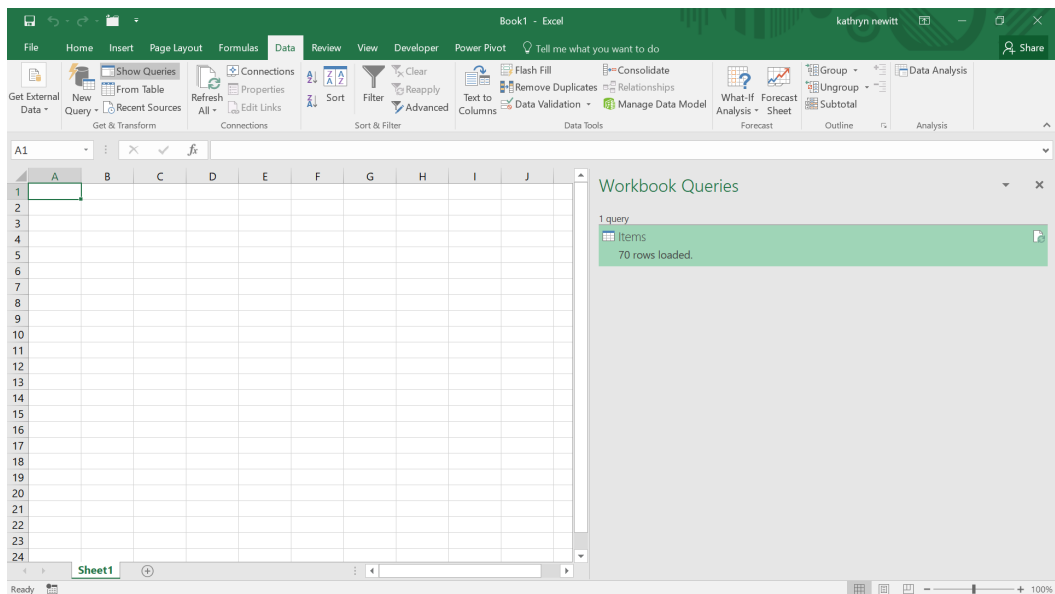 Book1 - Excel
kathryn newitt
File Home Insert Page Layout Formulas Data Review View Developer Power Pivot Tell me what you want to do Share
Get External Data
New Query
Show Queries
From Table
Recent Sources
Get & Transform
Refresh All
Connections
Properties
Edit Links
Connections
Sort
Filter
Clear
Reapply
Advanced
Sort & Filter
Text to Columns
Flash Fill
Remove Duplicates
Data Validation
Consolidate
Relationships
Manage Data Model
Data Tools
What-If Analysis
Forecast Sheet
Forecast
Group
Ungroup
Subtotal
Outline
Data Analysis
Analysis
A1
fx
A B C D E F G H I J
1
2
3
4
5
6
7
8
9
10
11
12
13
14
15
16
17
18
19
20
21
22
23
24
Workbook Queries
1 query
Items
70 rows loaded.
Sheet1
Ready
100%